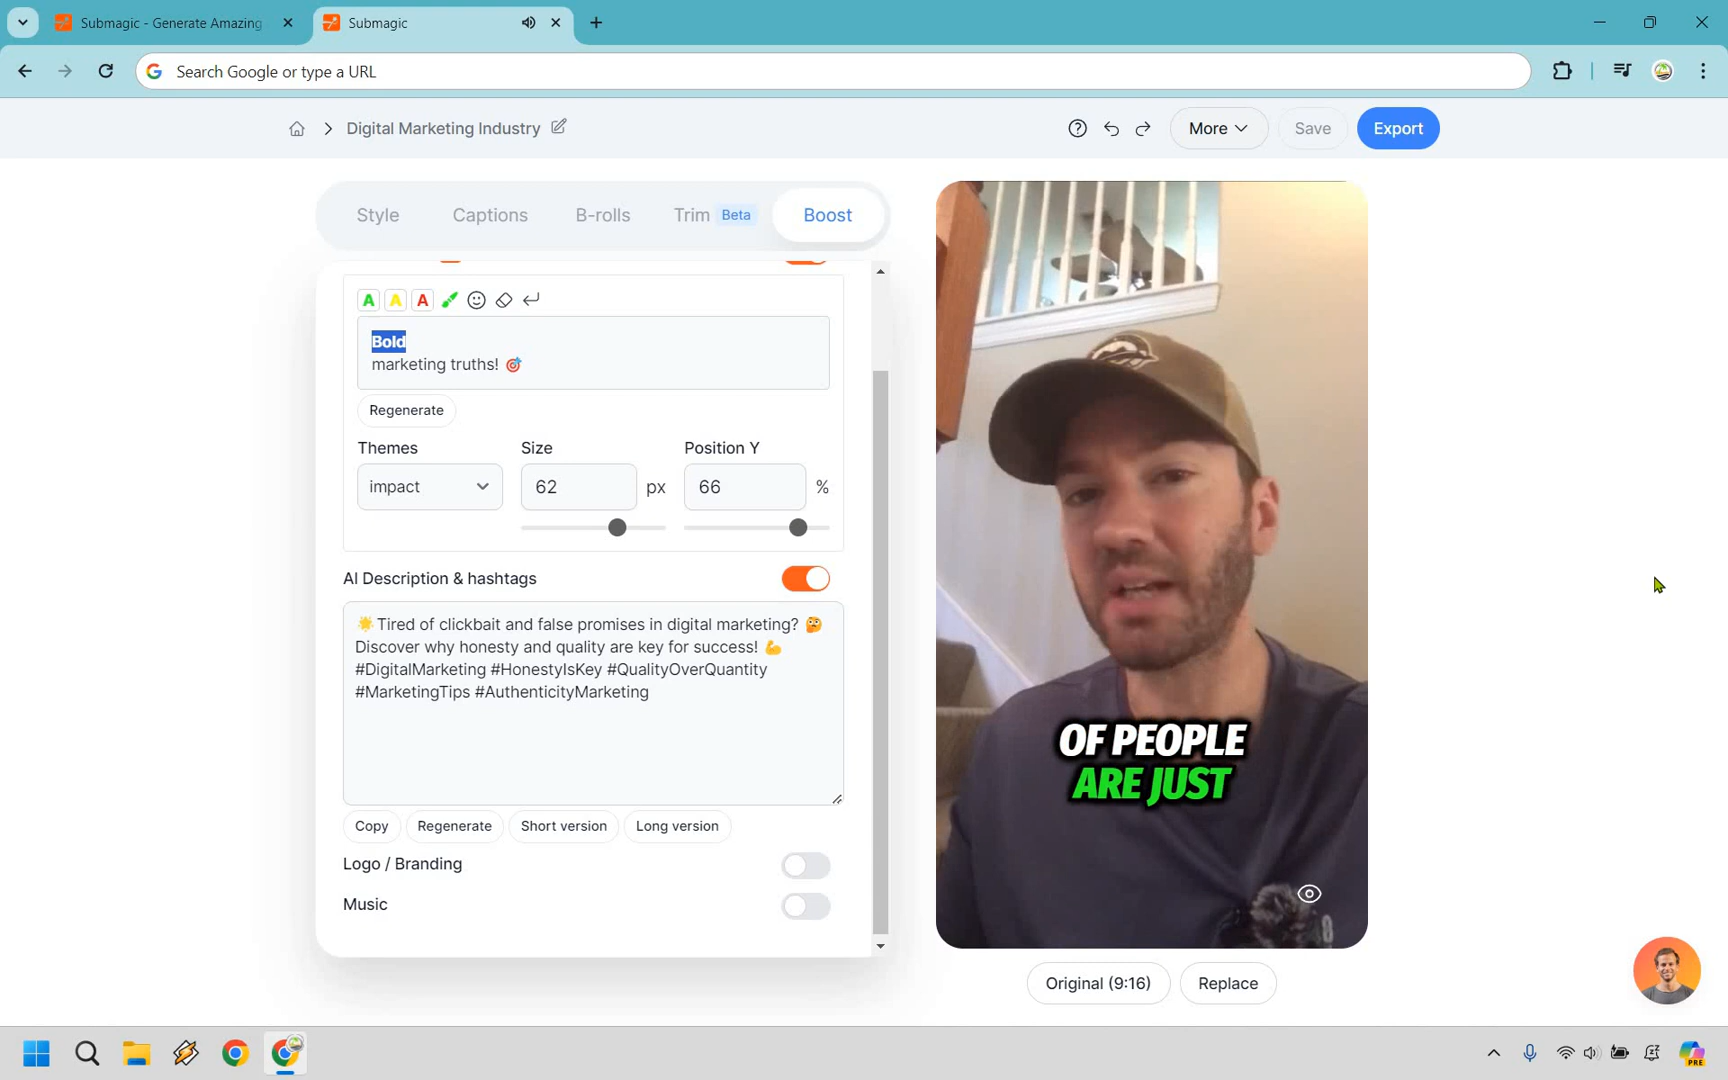 Submagic - Generate Amazing
Submagic
Search Google or type a URL
Digital Marketing Industry
More
Save
Export
Style
Captions
B-rolls
Trim
Beta
Boost
A A A
Bold
marketing truths! 🎯
Regenerate
Themes
Size
Position Y
impact
62
px
66
%
AI Description & hashtags
🌟Tired of clickbait and false promises in digital marketing? 🤔
Discover why honesty and quality are key for success! 💪
#DigitalMarketing #HonestyIsKey #QualityOverQuantity
#MarketingTips #AuthenticityMarketing
Copy
Regenerate
Short version
Long version
Logo / Branding
Music
OF PEOPLE
ARE JUST
Original (9:16)
Replace
PRE